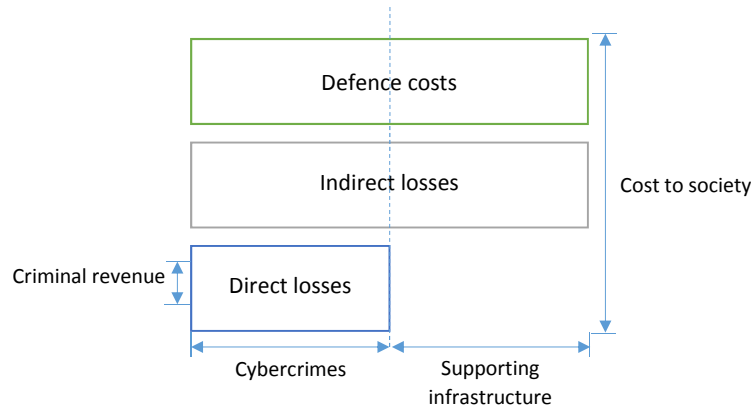 Defence costs
Indirect losses
Cost to society
Criminal revenue
Direct losses
Cybercrimes
Supporting
infrastructure